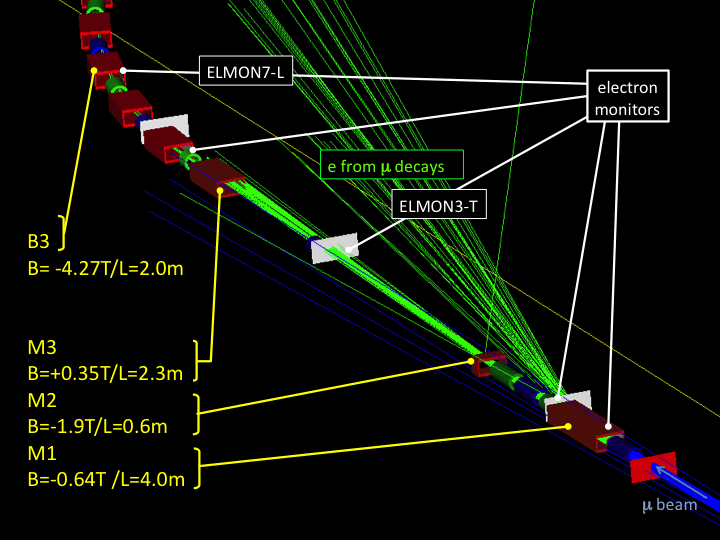 ELMON7-L
electron
monitors
e from μ decays
ELMON3-T
B3
B= -4.27T/L=2.0m
M3
B=+0.35T/L=2.3m
M2
B=-1.9T/L=0.6m
M1
B=-0.64T /L=4.0m
μ beam